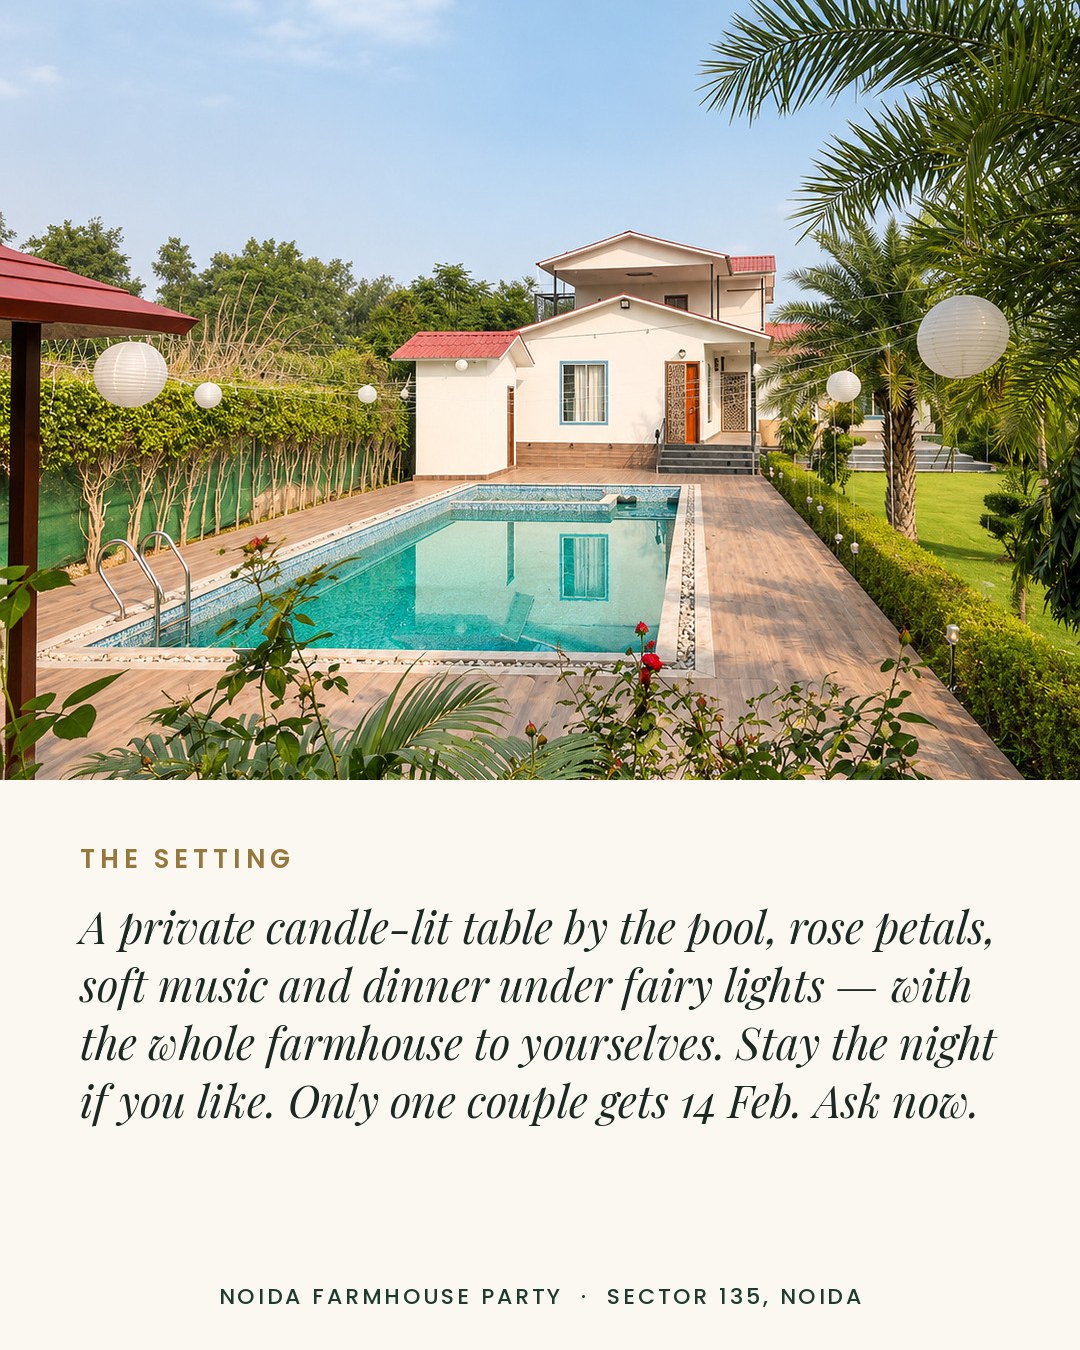 THE SETTING
A private candle-lit table by the pool, rose petals,
soft music and dinner under fairy lights — with
the whole farmhouse to yourselves. Stay the night
if you like. Only one couple gets 14 Feb. Ask now.
NOIDA FARMHOUSE PARTY · SECTOR 135, NOIDA